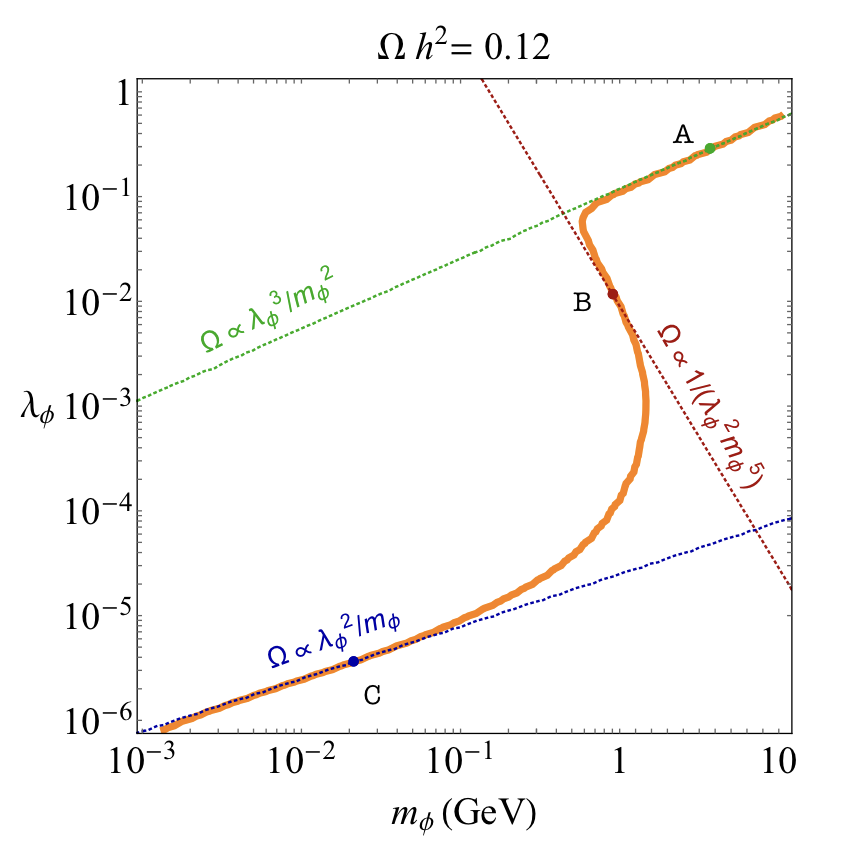 Ω h² = 0.12
1
10⁻¹
10⁻²
10⁻³
10⁻⁴
10⁻⁵
10⁻⁶
λ_ϕ
A
B
C
Ω ∝ λ_ϕ³/m_ϕ²
Ω ∝ 1/(λ_ϕ² m_ϕ⁵)
Ω ∝ λ_ϕ²/m_ϕ
10⁻³ 10⁻² 10⁻¹ 1 10
m_ϕ (GeV)